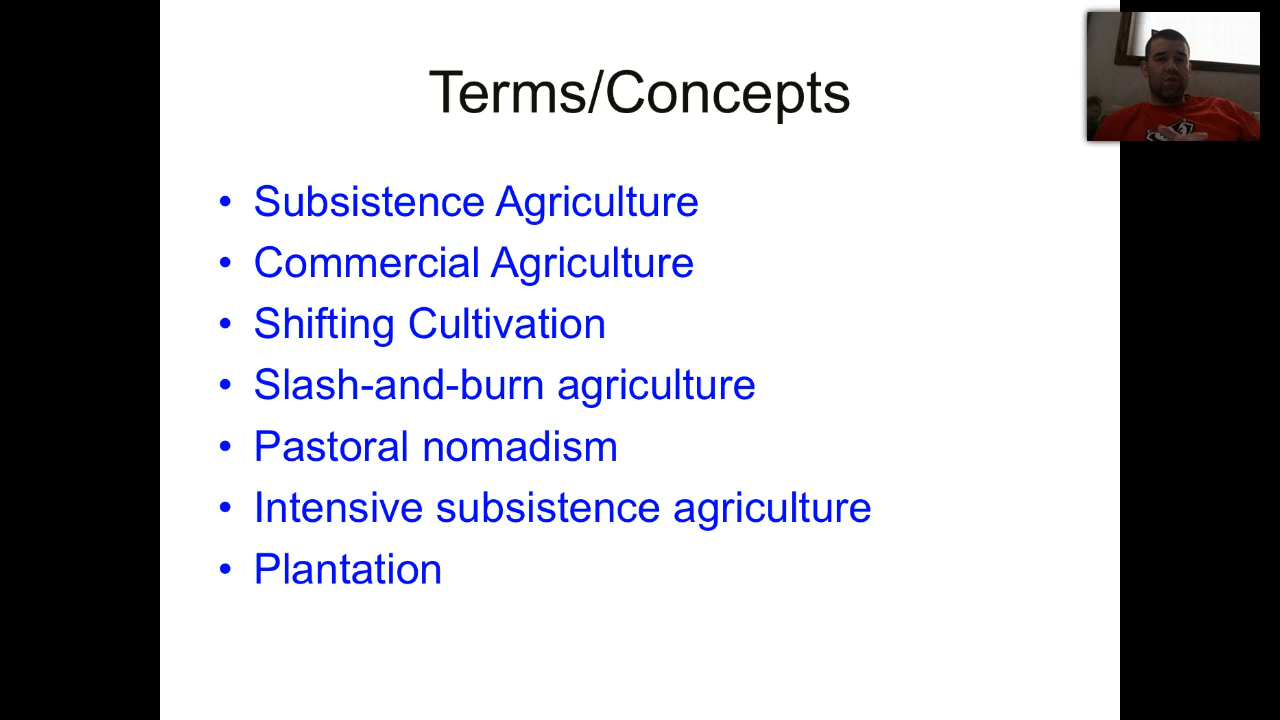 Terms/Concepts
• Subsistence Agriculture
• Commercial Agriculture
• Shifting Cultivation
• Slash-and-burn agriculture
• Pastoral nomadism
• Intensive subsistence agriculture
• Plantation